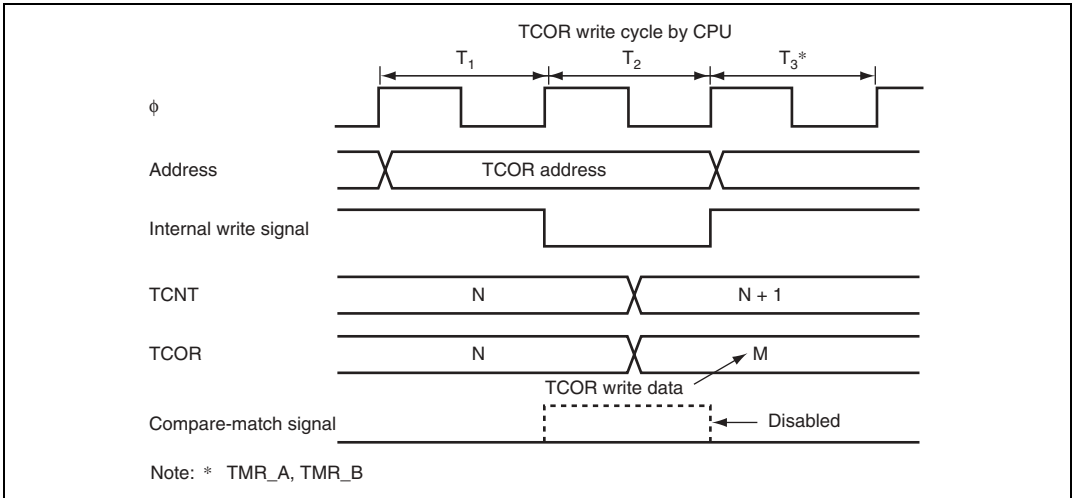 TCOR write cycle by CPU
T1 T2 T3*
ϕ
Address TCOR address
Internal write signal
TCNT N N + 1
TCOR N M
TCOR write data
Compare-match signal Disabled
Note: * TMR_A, TMR_B